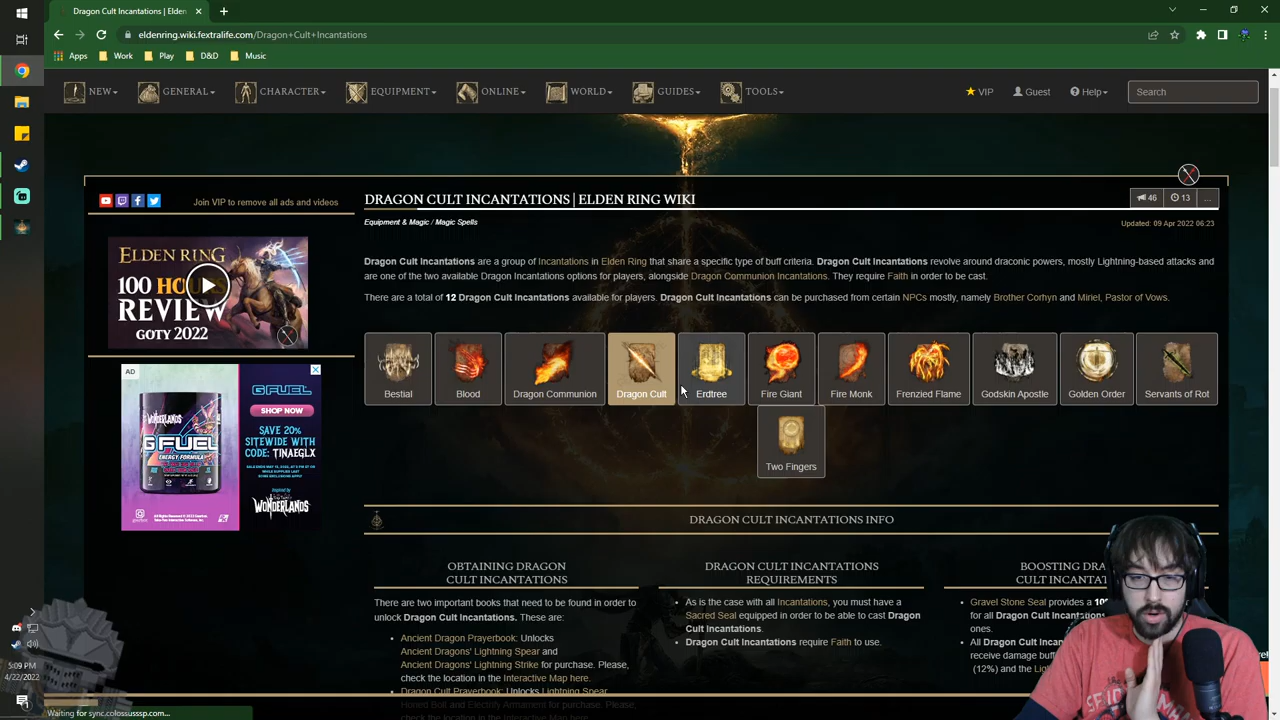 Dragon Cult Incantations | Elden
eldenring.wiki.fextralife.com/Dragon+Cult+Incantations
Apps Work Play D&D Music
NEW GENERAL CHARACTER EQUIPMENT ONLINE WORLD GUIDES TOOLS VIP Guest Help Search
Join VIP to remove all ads and videos
DRAGON CULT INCANTATIONS | ELDEN RING WIKI
46 13 ...
Equipment & Magic / Magic Spells
Updated: 09 Apr 2022 06:23
ELDEN RING
100 HO
REVIEW
GOTY 2022
Dragon Cult Incantations are a group of Incantations in Elden Ring that share a specific type of buff criteria. Dragon Cult Incantations revolve around draconic powers, mostly Lightning-based attacks and
are one of the two available Dragon Incantations options for players, alongside Dragon Communion Incantations. They require Faith in order to be cast.
There are a total of 12 Dragon Cult Incantations available for players. Dragon Cult Incantations can be purchased from certain NPCs mostly, namely Brother Corhyn and Miriel, Pastor of Vows.
Bestial Blood Dragon Communion Dragon Cult Erdtree Fire Giant Fire Monk Frenzied Flame Godskin Apostle Golden Order Servants of Rot
Two Fingers
AD
WONDERLANDS
G FUEL
ENERGY FORMULA
G FUEL
SHOP NOW
SAVE 20%
SITEWIDE WITH
CODE: TINAEGLX
WONDERLANDS
DRAGON CULT INCANTATIONS INFO
OBTAINING DRAGON
CULT INCANTATIONS
There are two important books that need to be found in order to
unlock Dragon Cult Incantations. These are:
Ancient Dragon Prayerbook: Unlocks
Ancient Dragons' Lightning Spear and
Ancient Dragons' Lightning Strike for purchase. Please,
check the location in the Interactive Map here.
Dragon Cult Prayerbook: Unlocks Lightning Spear,
Honed Bolt and Electrify Armament for purchase. Please,
check the location in the Interactive Map here.
DRAGON CULT INCANTATIONS
REQUIREMENTS
As is the case with all Incantations, you must have a
Sacred Seal equipped in order to be able to cast Dragon
Cult Incantations.
Dragon Cult Incantations require Faith to use.
BOOSTING DRA
CULT INCANTAT
Gravel Stone Seal provides a
for all Dragon Cult Incantations
ones.
All Dragon Cult Incan
receive damage buf
(12%) and the Lig
5:09 PM
4/22/2022
Waiting for sync.colossusssp.com...